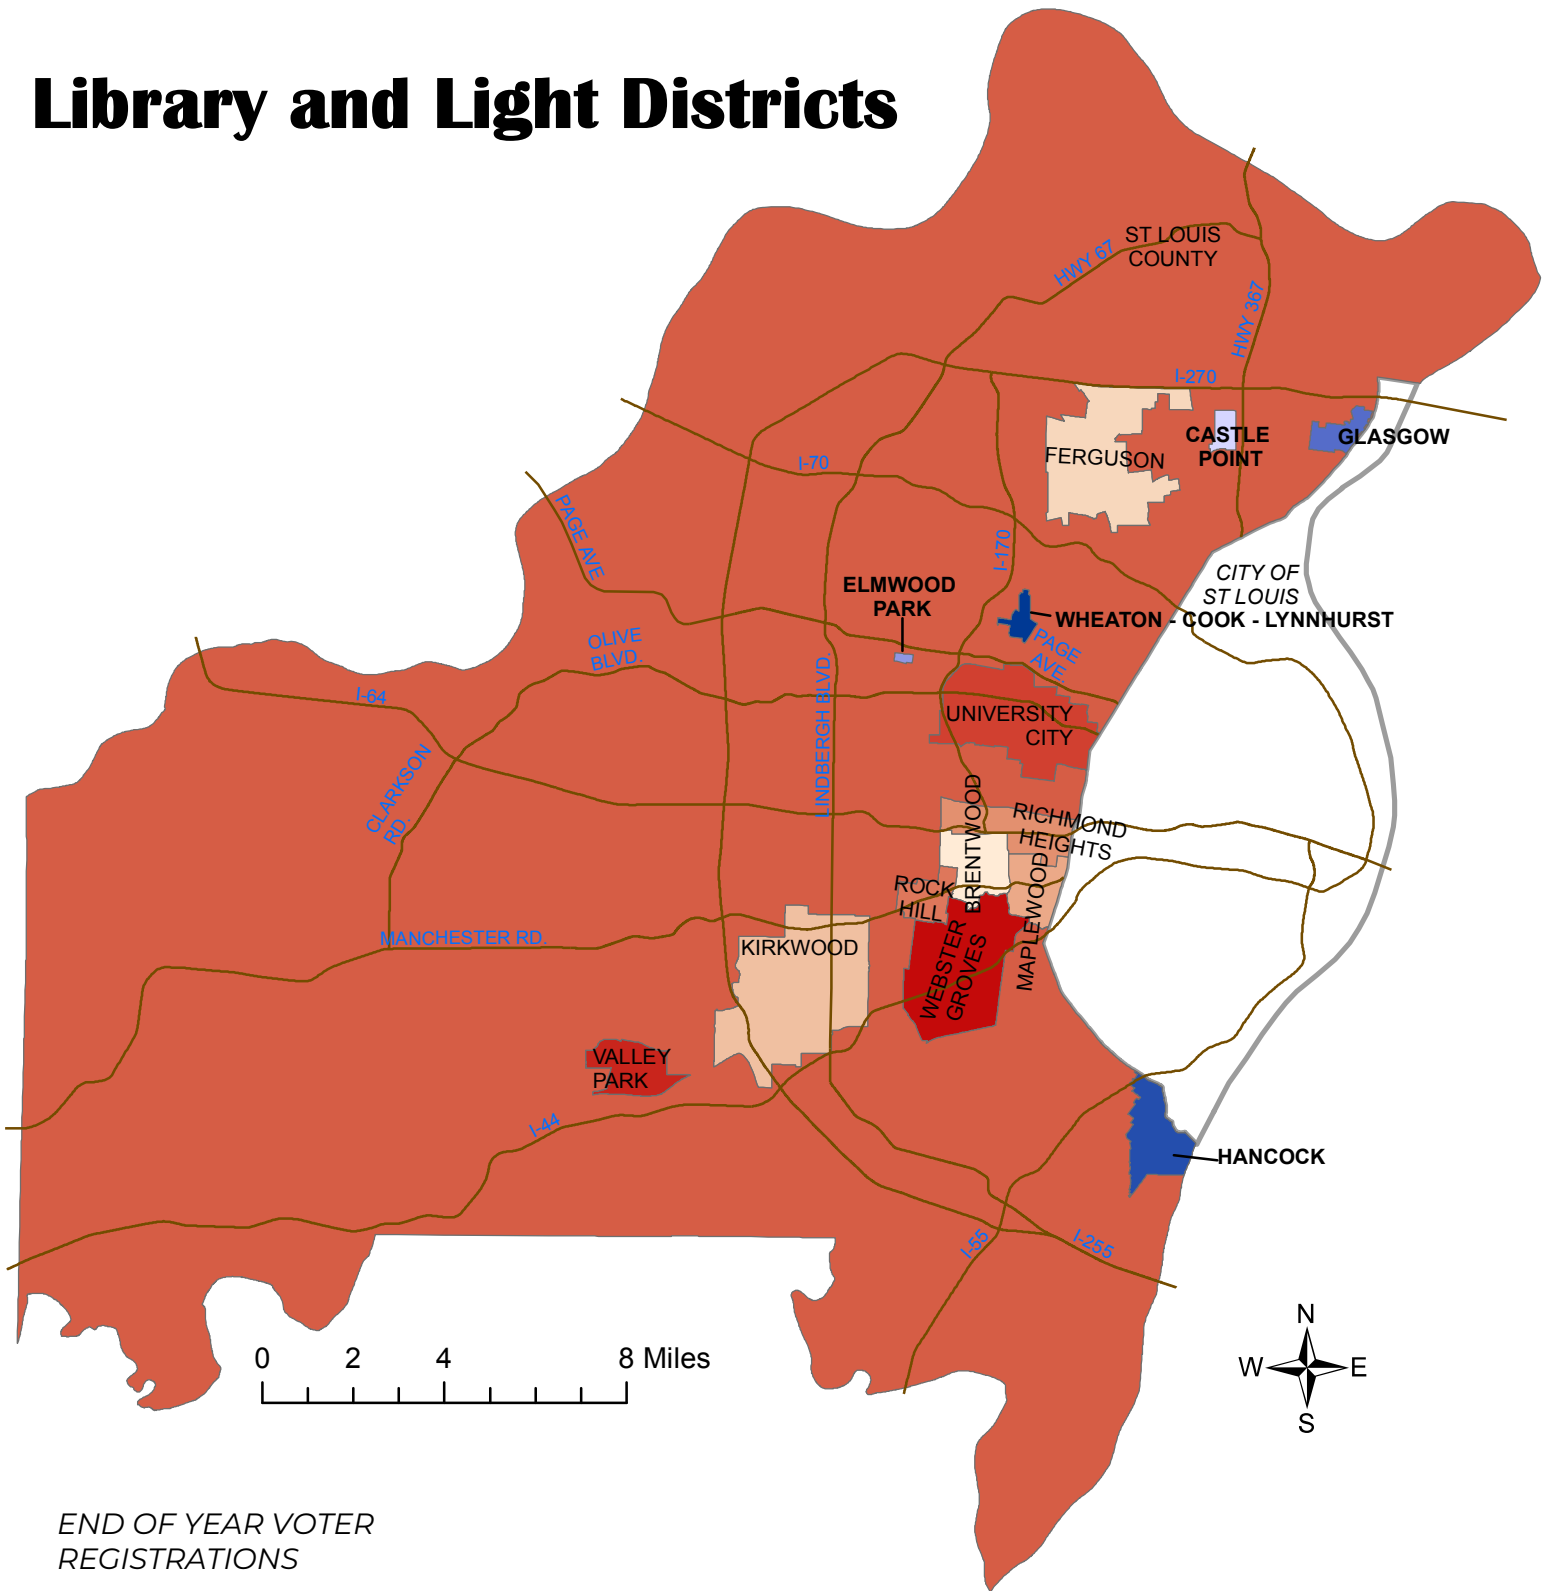 Library and Light Districts
ST LOUIS
COUNTY
HWY 67
HWY 367
I-270
I-70
CASTLE
POINT
GLASGOW
FERGUSON
PAGE AVE
I-170
CITY OF
ST LOUIS
ELMWOOD
PARK
WHEATON - COOK - LYNNHURST
PAGE
AVE
OLIVE
BLVD.
I-64
LINDBERGH BLVD.
UNIVERSITY
CITY
CLARKSON
RD.
BRENTWOOD
RICHMOND
HEIGHTS
ROCK
HILL
MAPLEWOOD
MANCHESTER RD.
KIRKWOOD
WEBSTER
GROVES
VALLEY
PARK
I-44
HANCOCK
I-55
I-255
N
W E
S
0 2 4 8 Miles
END OF YEAR VOTER
REGISTRATIONS